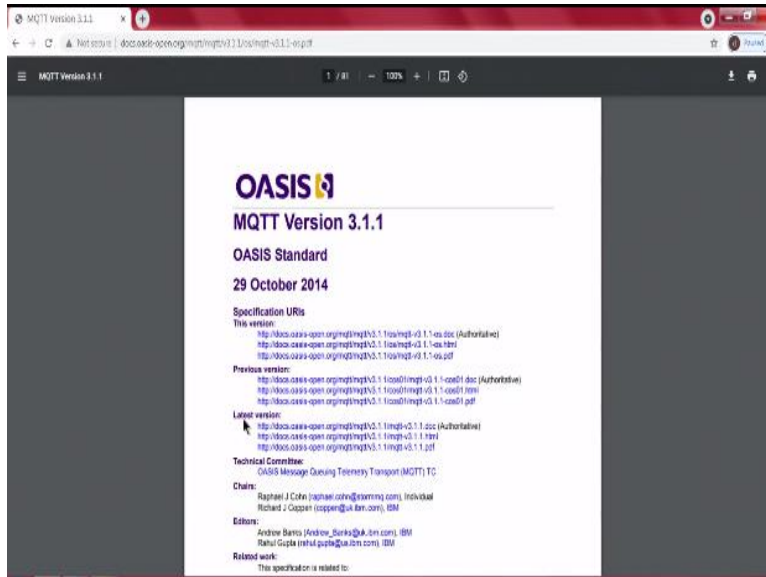 MQTT Version 3.1.1
Not secure | docs.oasis-open.org/mqtt/mqtt/v3.1.1/os/mqtt-v3.1.1-os.pdf
Paused
MQTT Version 3.1.1
1 / 81
100%
OASIS
MQTT Version 3.1.1
OASIS Standard
29 October 2014
Specification URIs
This version:
http://docs.oasis-open.org/mqtt/mqtt/v3.1.1/os/mqtt-v3.1.1-os.doc (Authoritative)
http://docs.oasis-open.org/mqtt/mqtt/v3.1.1/os/mqtt-v3.1.1-os.html
http://docs.oasis-open.org/mqtt/mqtt/v3.1.1/os/mqtt-v3.1.1-os.pdf
Previous version:
http://docs.oasis-open.org/mqtt/mqtt/v3.1.1/cos01/mqtt-v3.1.1-cos01.doc (Authoritative)
http://docs.oasis-open.org/mqtt/mqtt/v3.1.1/cos01/mqtt-v3.1.1-cos01.html
http://docs.oasis-open.org/mqtt/mqtt/v3.1.1/cos01/mqtt-v3.1.1-cos01.pdf
Latest version:
http://docs.oasis-open.org/mqtt/mqtt/v3.1.1/mqtt-v3.1.1.doc (Authoritative)
http://docs.oasis-open.org/mqtt/mqtt/v3.1.1/mqtt-v3.1.1.html
http://docs.oasis-open.org/mqtt/mqtt/v3.1.1/mqtt-v3.1.1.pdf
Technical Committee:
OASIS Message Queuing Telemetry Transport (MQTT) TC
Chairs:
Raphael J Cohn (raphael.cohn@stormmq.com), Individual
Richard J Coppen (coppen@uk.ibm.com), IBM
Editors:
Andrew Banks (Andrew_Banks@uk.ibm.com), IBM
Rahul Gupta (rahul.gupta@us.ibm.com), IBM
Related work:
This specification is related to: